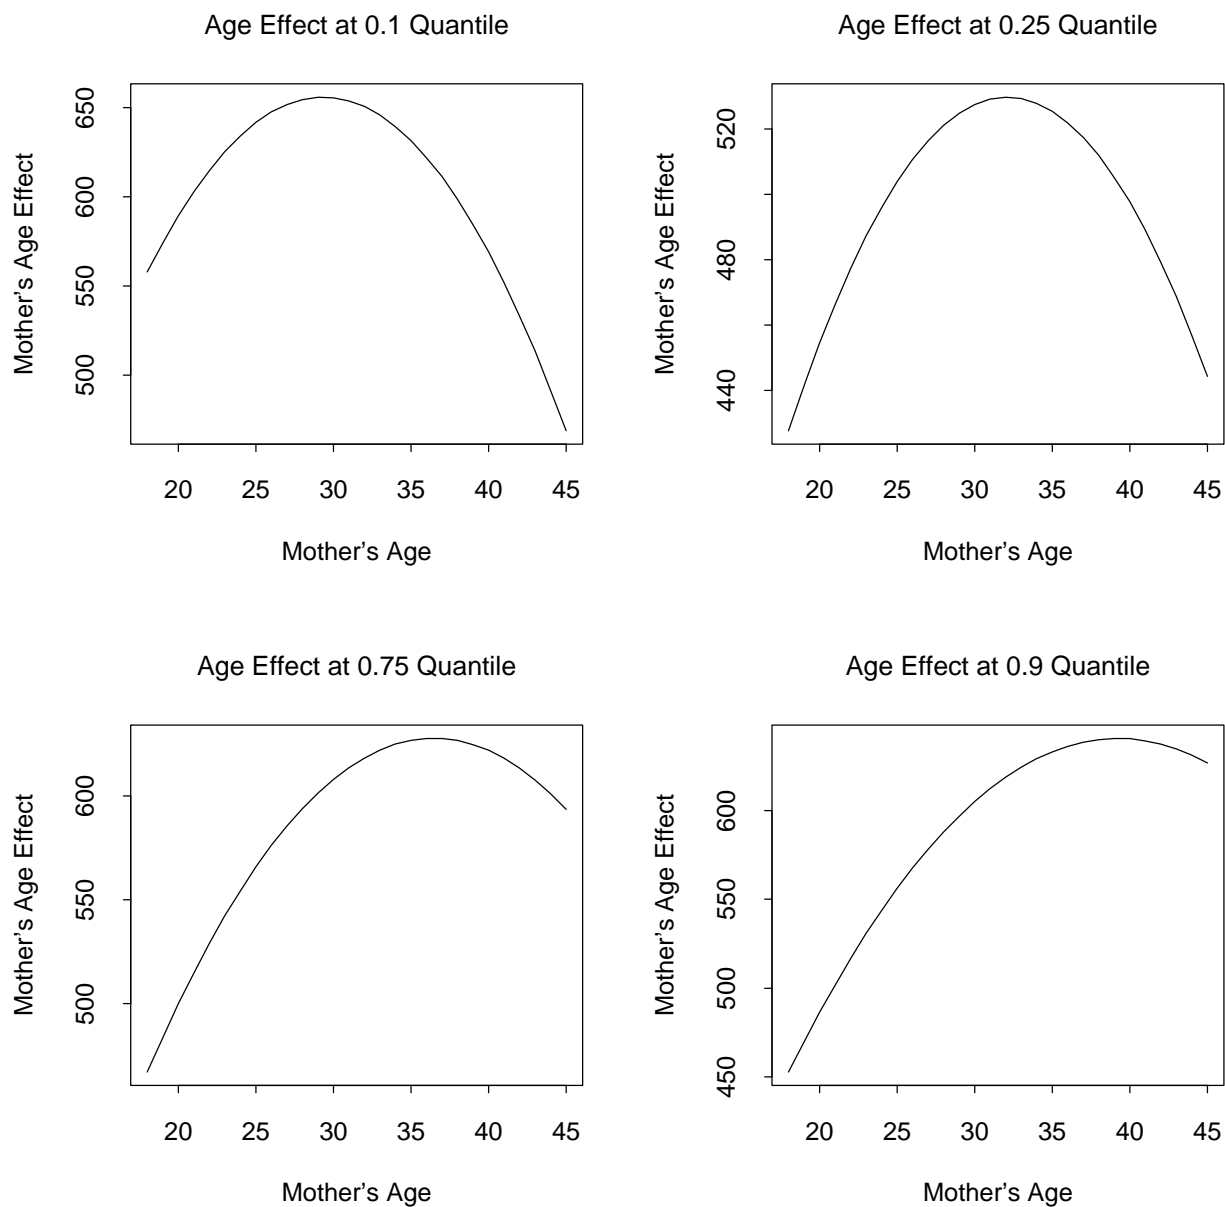 Age Effect at 0.1 Quantile
Mother’s Age Effect
650
600
550
500
20 25 30 35 40 45
Mother’s Age
Age Effect at 0.25 Quantile
Mother’s Age Effect
520
480
440
20 25 30 35 40 45
Mother’s Age
Age Effect at 0.75 Quantile
Mother’s Age Effect
600
550
500
20 25 30 35 40 45
Mother’s Age
Age Effect at 0.9 Quantile
Mother’s Age Effect
600
550
500
450
20 25 30 35 40 45
Mother’s Age